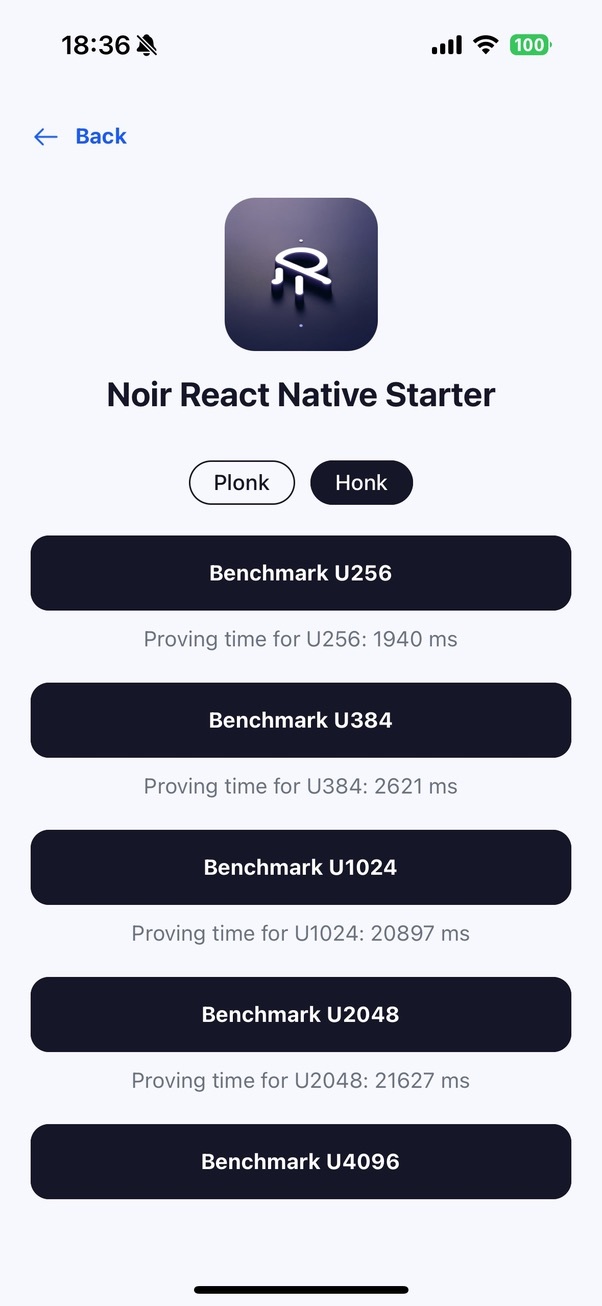 18:36
100
Back
Noir React Native Starter
Plonk Honk
Benchmark U256
Proving time for U256: 1940 ms
Benchmark U384
Proving time for U384: 2621 ms
Benchmark U1024
Proving time for U1024: 20897 ms
Benchmark U2048
Proving time for U2048: 21627 ms
Benchmark U4096